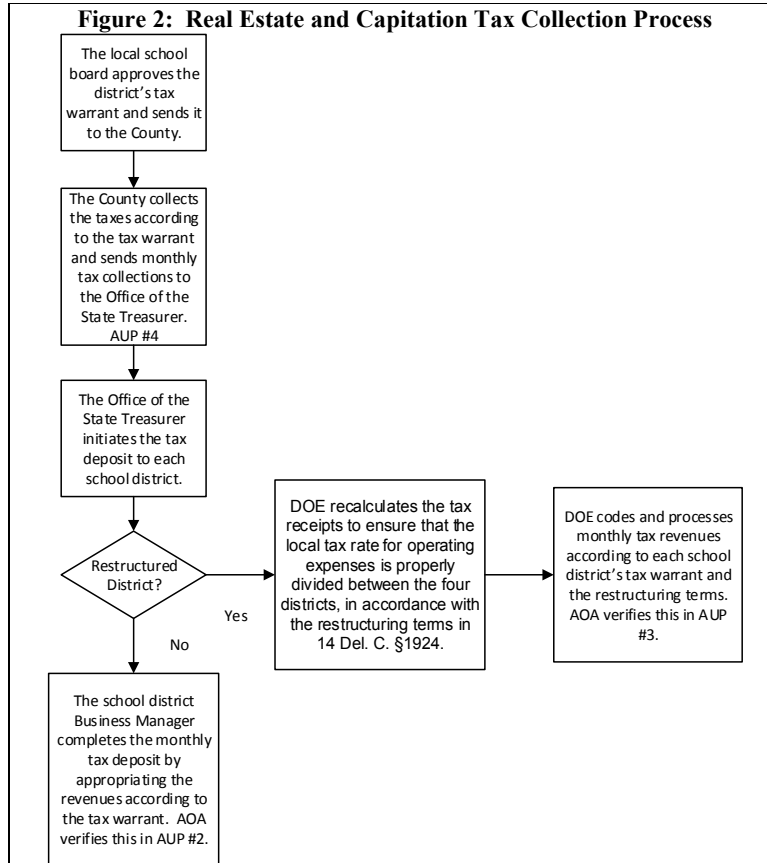 Figure 2: Real Estate and Capitation Tax Collection Process
The local school
board approves the
district's tax
warrant and sends it
to the County.
The County collects
the taxes according
to the tax warrant
and sends monthly
tax collections to
the Office of the
State Treasurer.
AUP #4
The Office of the
State Treasurer
initiates the tax
deposit to each
school district.
Restructured
District?
Yes
DOE recalculates the tax
receipts to ensure that the
local tax rate for operating
expenses is properly
divided between the four
districts, in accordance with
the restructuring terms in
14 Del. C. §1924.
DOE codes and processes
monthly tax revenues
according to each school
district's tax warrant and
the restructuring terms.
AOA verifies this in AUP
#3.
No
The school district
Business Manager
completes the monthly
tax deposit by
appropriating the
revenues according to
the tax warrant. AOA
verifies this in AUP #2.